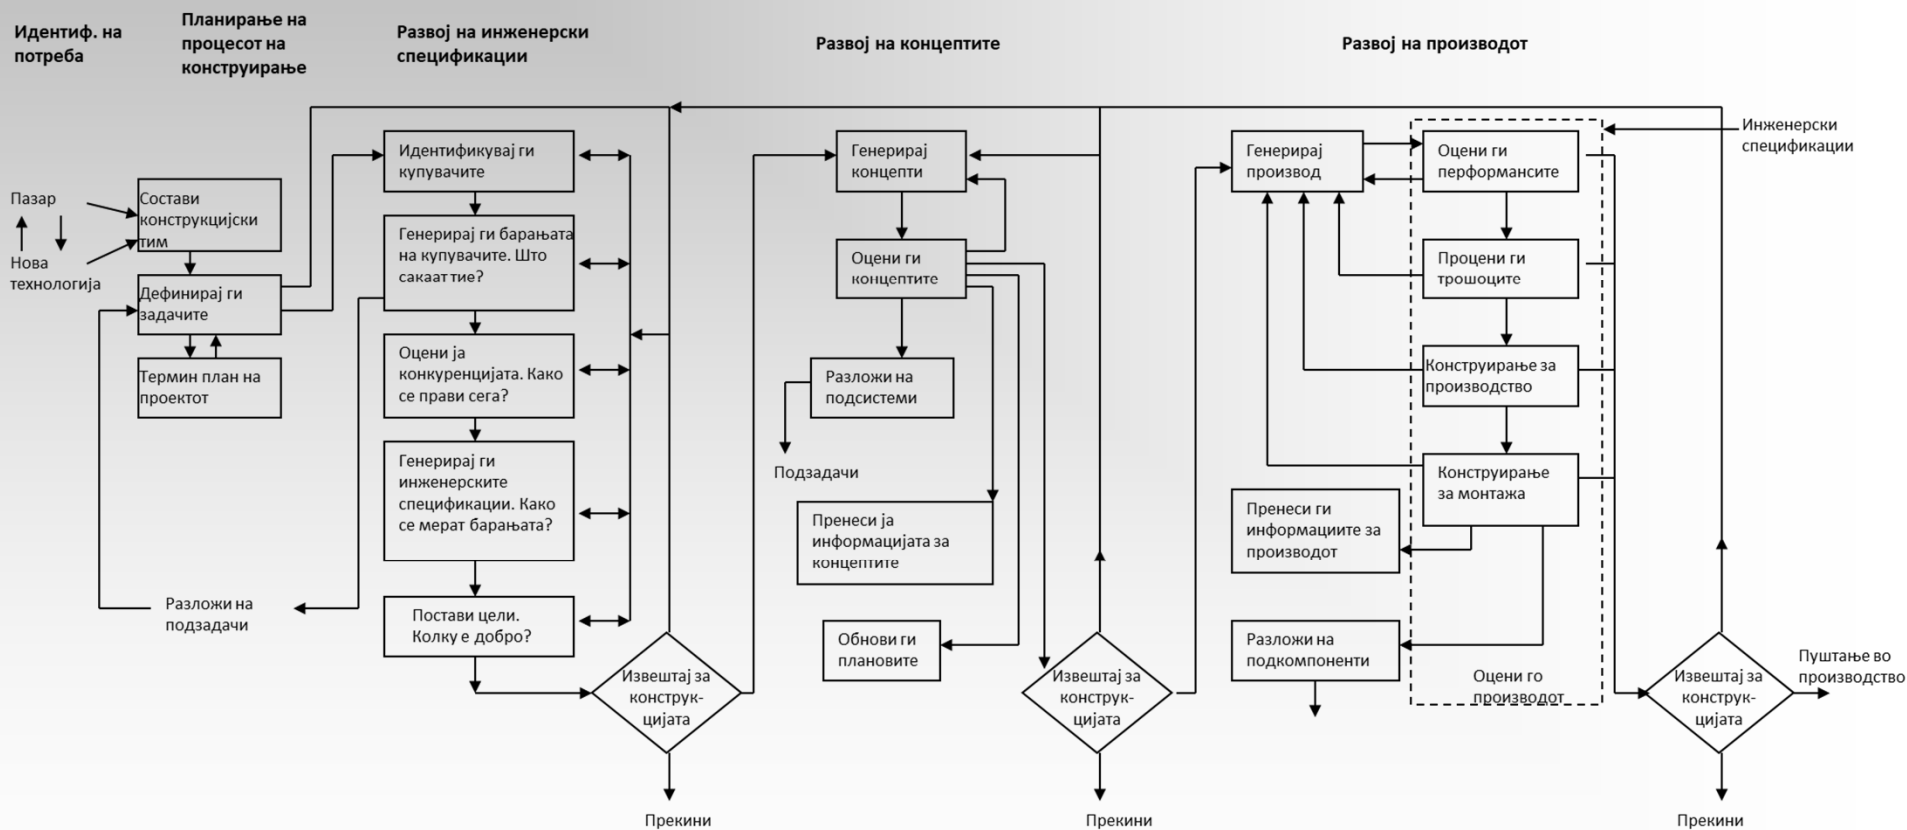 Идентиф. на
потреба
Планирање на
процесот на
конструирање
Развој на инженерски
спецификации
Развој на концептите
Развој на производот
Пазар
Нова
технологија
Состави
конструкцијски
тим
Дефинирај ги
задачите
Термин план на
проектот
Разложи на
подзадачи
Идентификувај ги
купувачите
Генерирај ги барањата
на купувачите. Што
сакаат тие?
Оцени ја
конкуренцијата. Како
се прави сега?
Генерирај ги
инженерските
спецификации. Како
се мерат барањата?
Постави цели.
Колку е добро?
Извештај за
конструк-
цијата
Прекини
Генерирај
концепти
Оцени ги
концептите
Разложи на
подсистеми
Подзадачи
Пренеси ја
информацијата за
концептите
Обнови ги
плановите
Извештај за
конструк-
цијата
Прекини
Генерирај
производ
Оцени ги
перформансите
Процени ги
трошоците
Конструирање за
производство
Конструирање
за монтажа
Пренеси ги
информациите за
производот
Разложи на
подкомпоненти
Оцени го
производот
Инженерски
спецификации
Извештај за
конструк-
цијата
Пуштање во
производство
Прекини